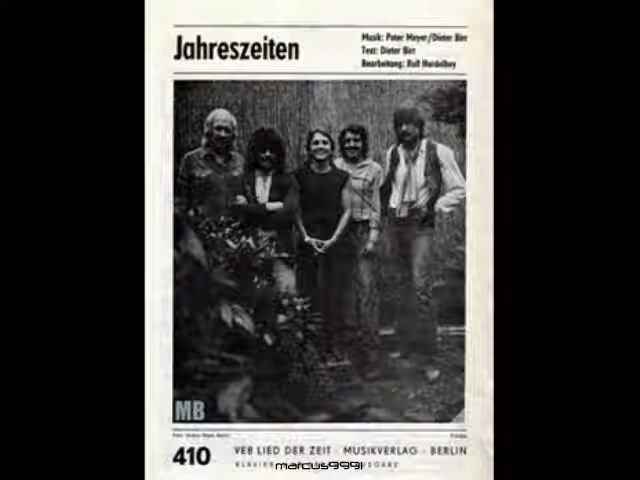 Jahreszeiten
Musik: Peter Meyer/Dieter Birr
Text: Dieter Birr
Bearbeitung: Rolf
MB
410
VEB LIED DER ZEIT · MUSIKVERLAG · BERLIN
marcus9991